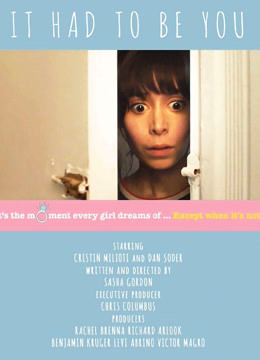 IT HAD TO BE YOU
t's the moment every girl dreams of ... Except when it's not
STARRING
CRISTIN MILIOTI AND DAN SODER
WRITTEN AND DIRECTED BY
SASHA GORDON
EXECUTIVE PRODUCER
CHRIS COLUMBUS
PRODUCERS
RACHEL BRENNA RICHARD ARLOOK
BENJAMIN KRUGER LEVI ABRINO VICTOR MAGRO